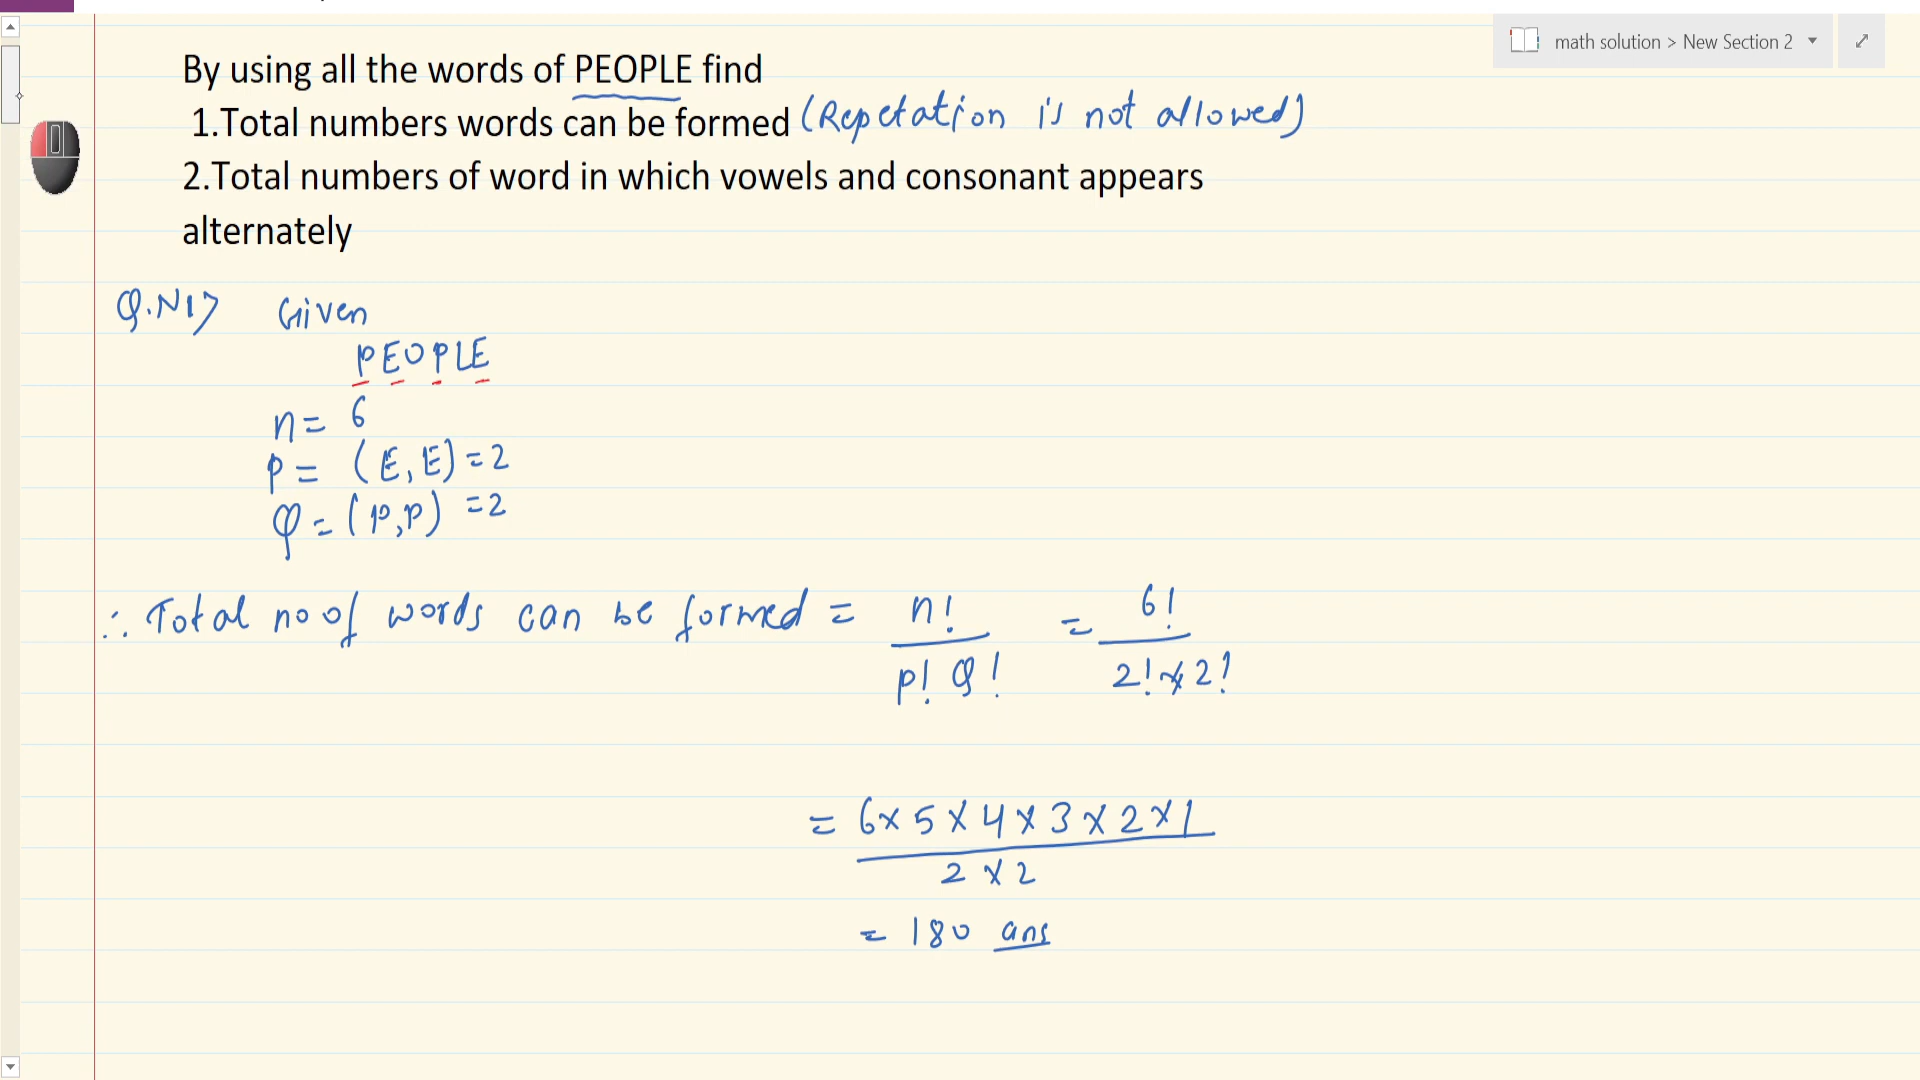 math solution > New Section 2
By using all the words of PEOPLE find
1.Total numbers words can be formed (Repetation is not allowed)
2.Total numbers of word in which vowels and consonant appears
alternately
Q.N1> Given
PEOPLE
n= 6
P= (E,E)=2
Q=(P,P) =2
∴ Total no of words can be formed = n!/P! Q! = 6!/2!×2!
= 6×5×4×3×2×1/2×2
= 180 ans